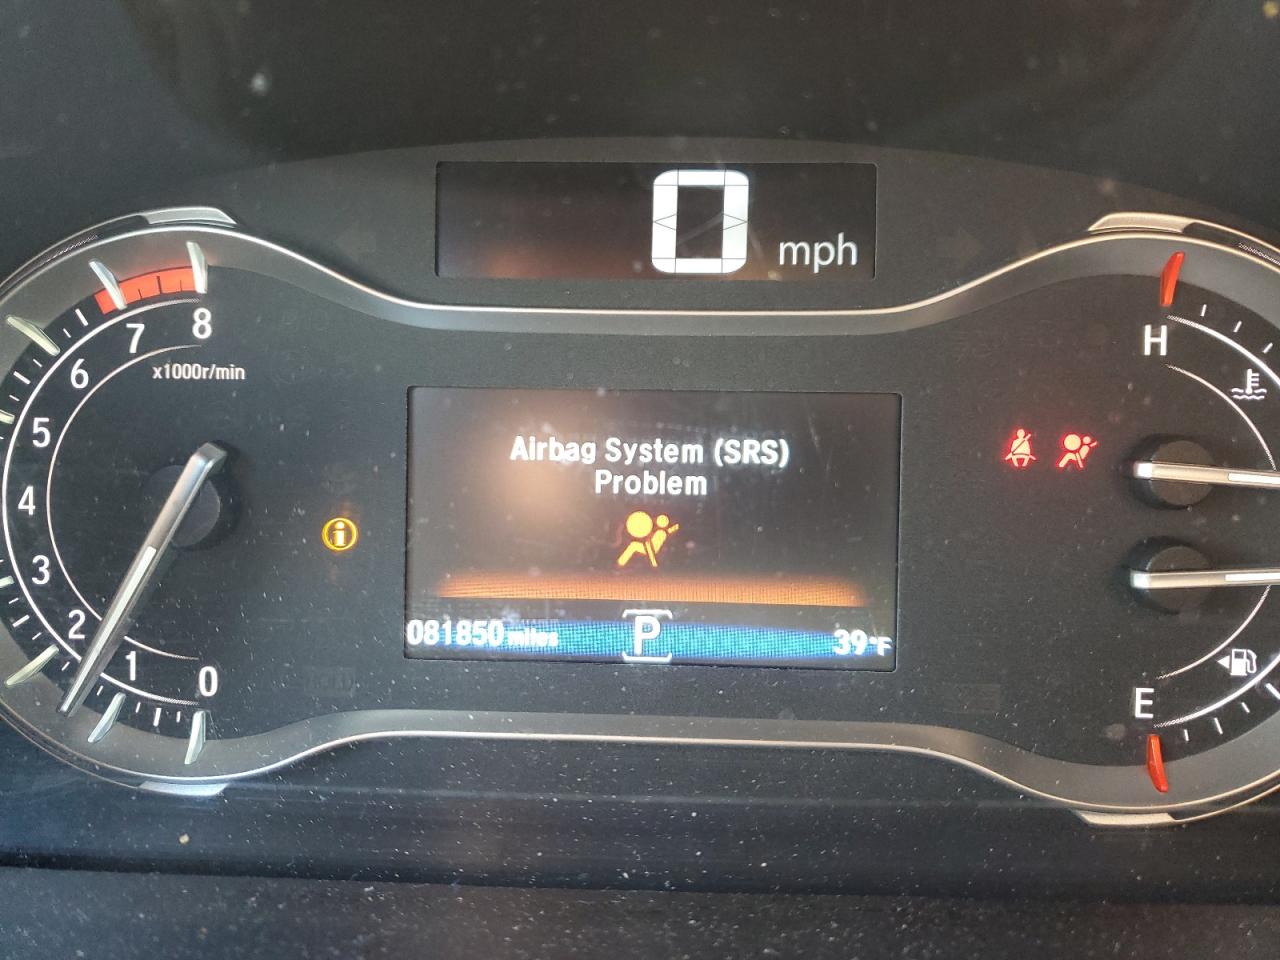 0 mph
8
7
6
5
4
3
2
1
0
x1000r/min
Airbag System (SRS)
Problem
i
081850 miles
P
39°F
H
E